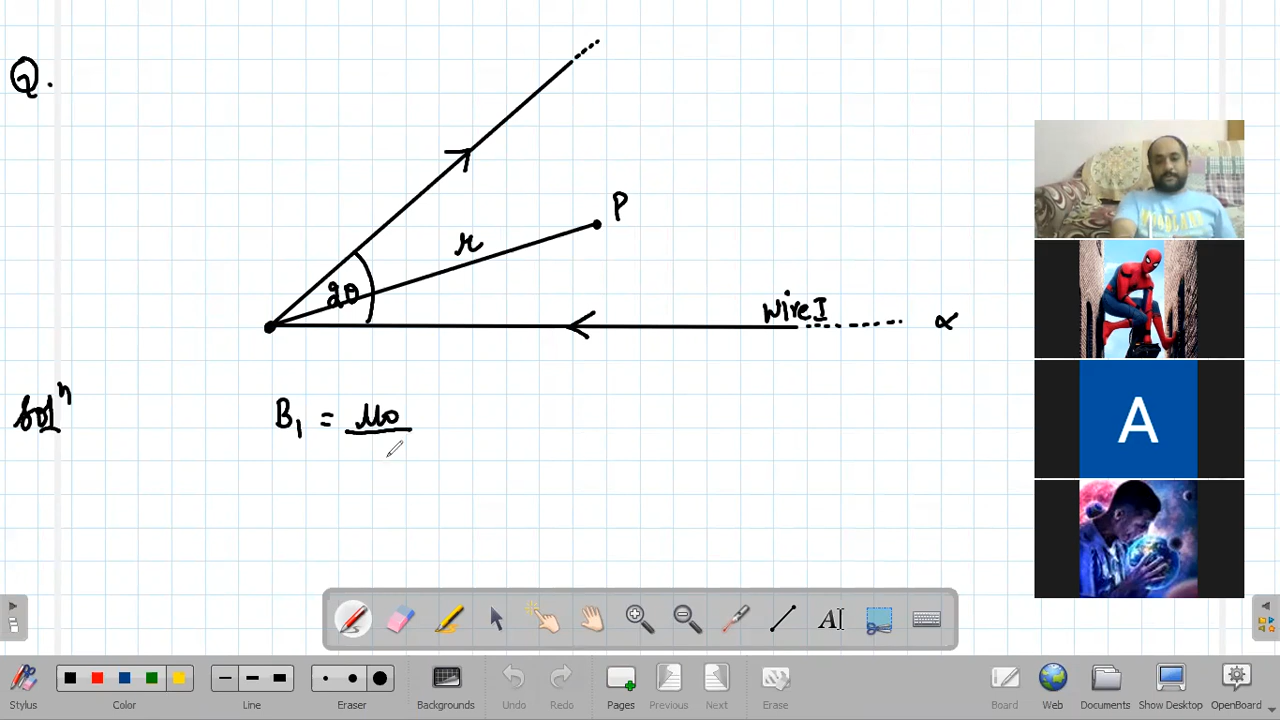 Q.
P
r
2θ
Wire I
α
Solⁿ
B₁ = μ₀
A
Stylus
Color
Line
Eraser
Backgrounds
Undo
Redo
Pages
Previous
Next
Erase
Board
Web
Documents
Show Desktop
OpenBoard